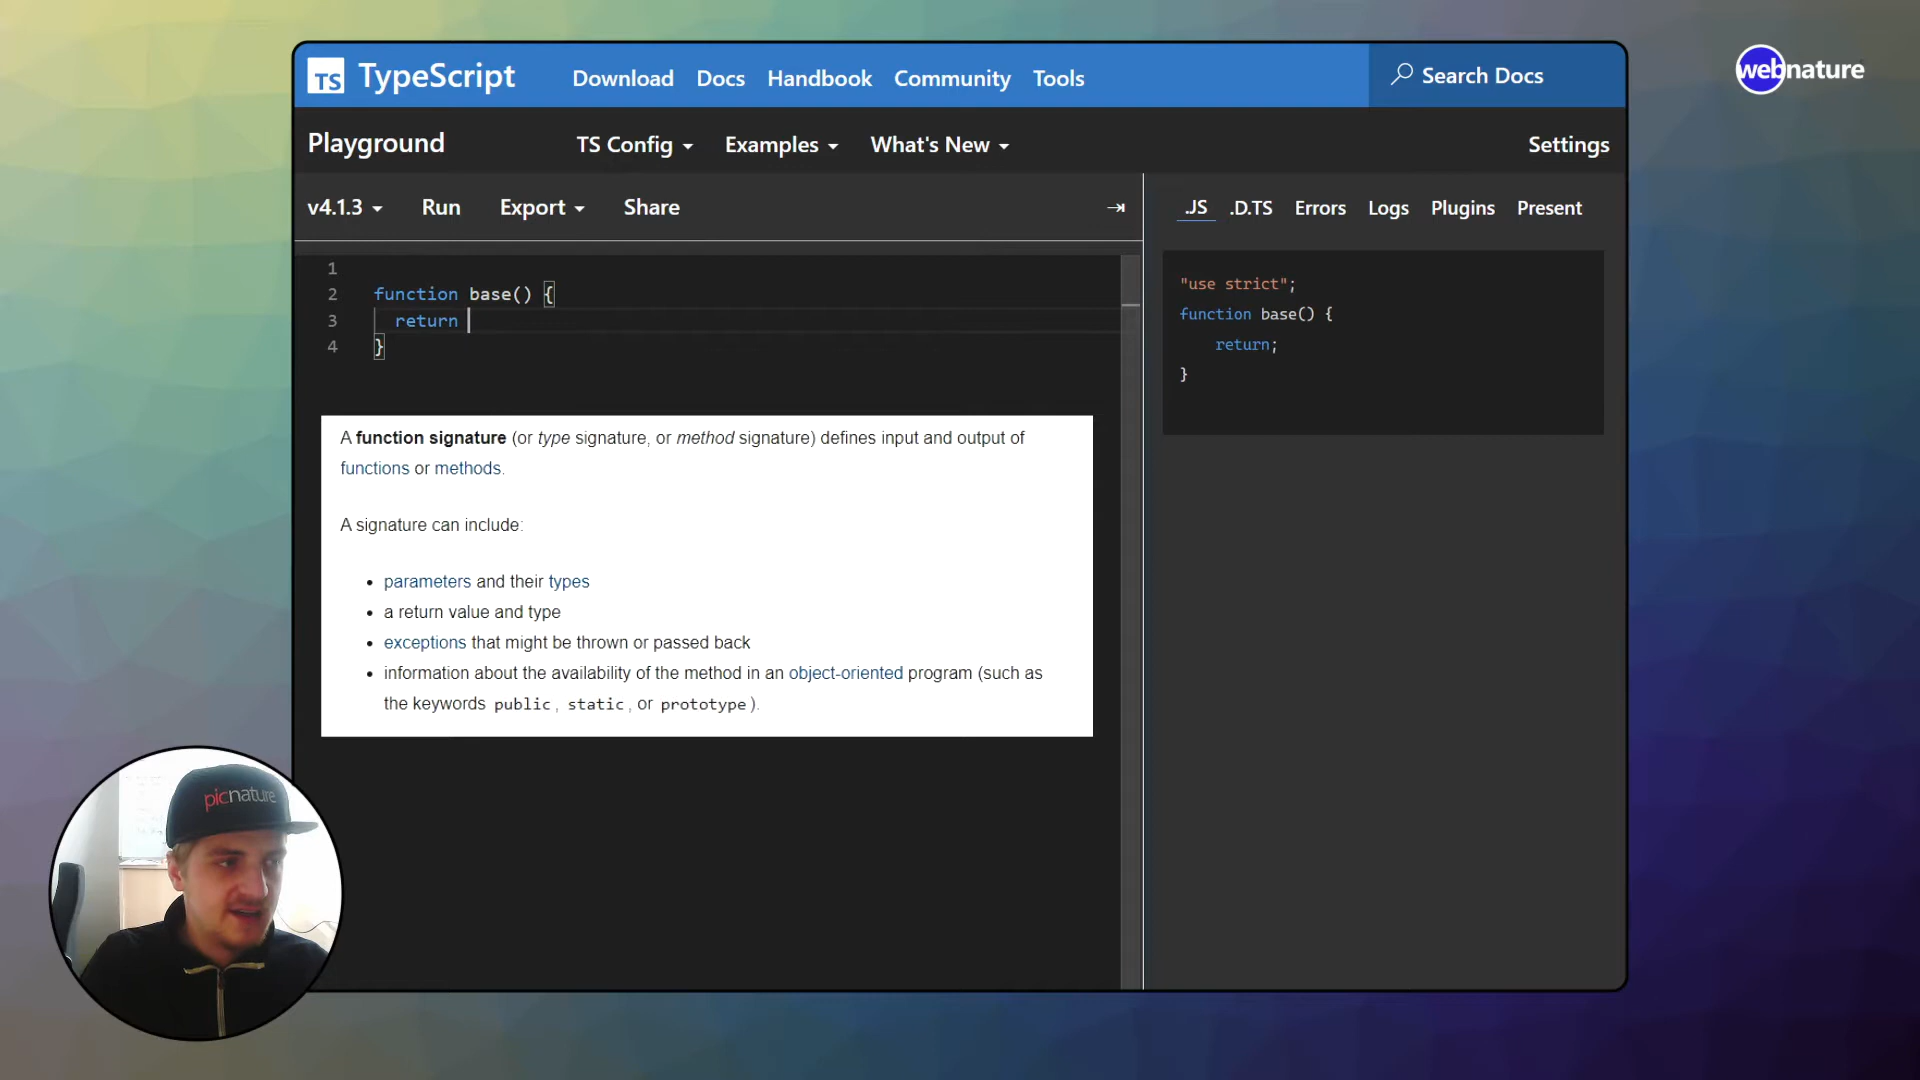 TS TypeScript Download Docs Handbook Community Tools Search Docs
webnature
Playground TS Config Examples What's New Settings
v4.1.3 Run Export Share .JS .D.TS Errors Logs Plugins Present
1
2 function base() {
3 return
4 }
"use strict";
function base() {
return;
}
A function signature (or type signature, or method signature) defines input and output of
functions or methods.
A signature can include:
• parameters and their types
• a return value and type
• exceptions that might be thrown or passed back
• information about the availability of the method in an object-oriented program (such as
the keywords public, static, or prototype).
picnature